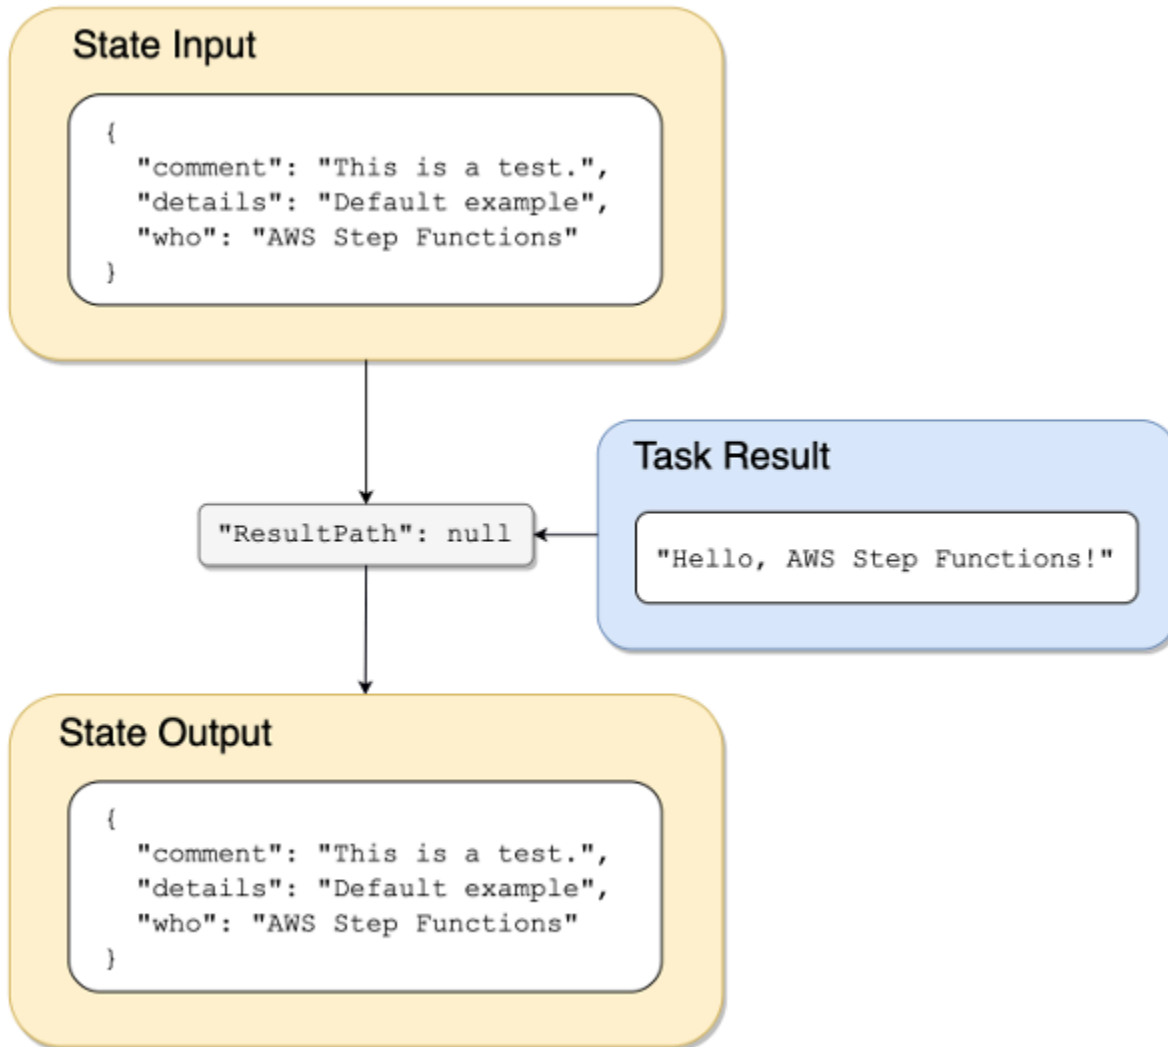 State Input
{
"comment": "This is a test.",
"details": "Default example",
"who": "AWS Step Functions"
}
Task Result
"ResultPath": null
"Hello, AWS Step Functions!"
State Output
{
"comment": "This is a test.",
"details": "Default example",
"who": "AWS Step Functions"
}